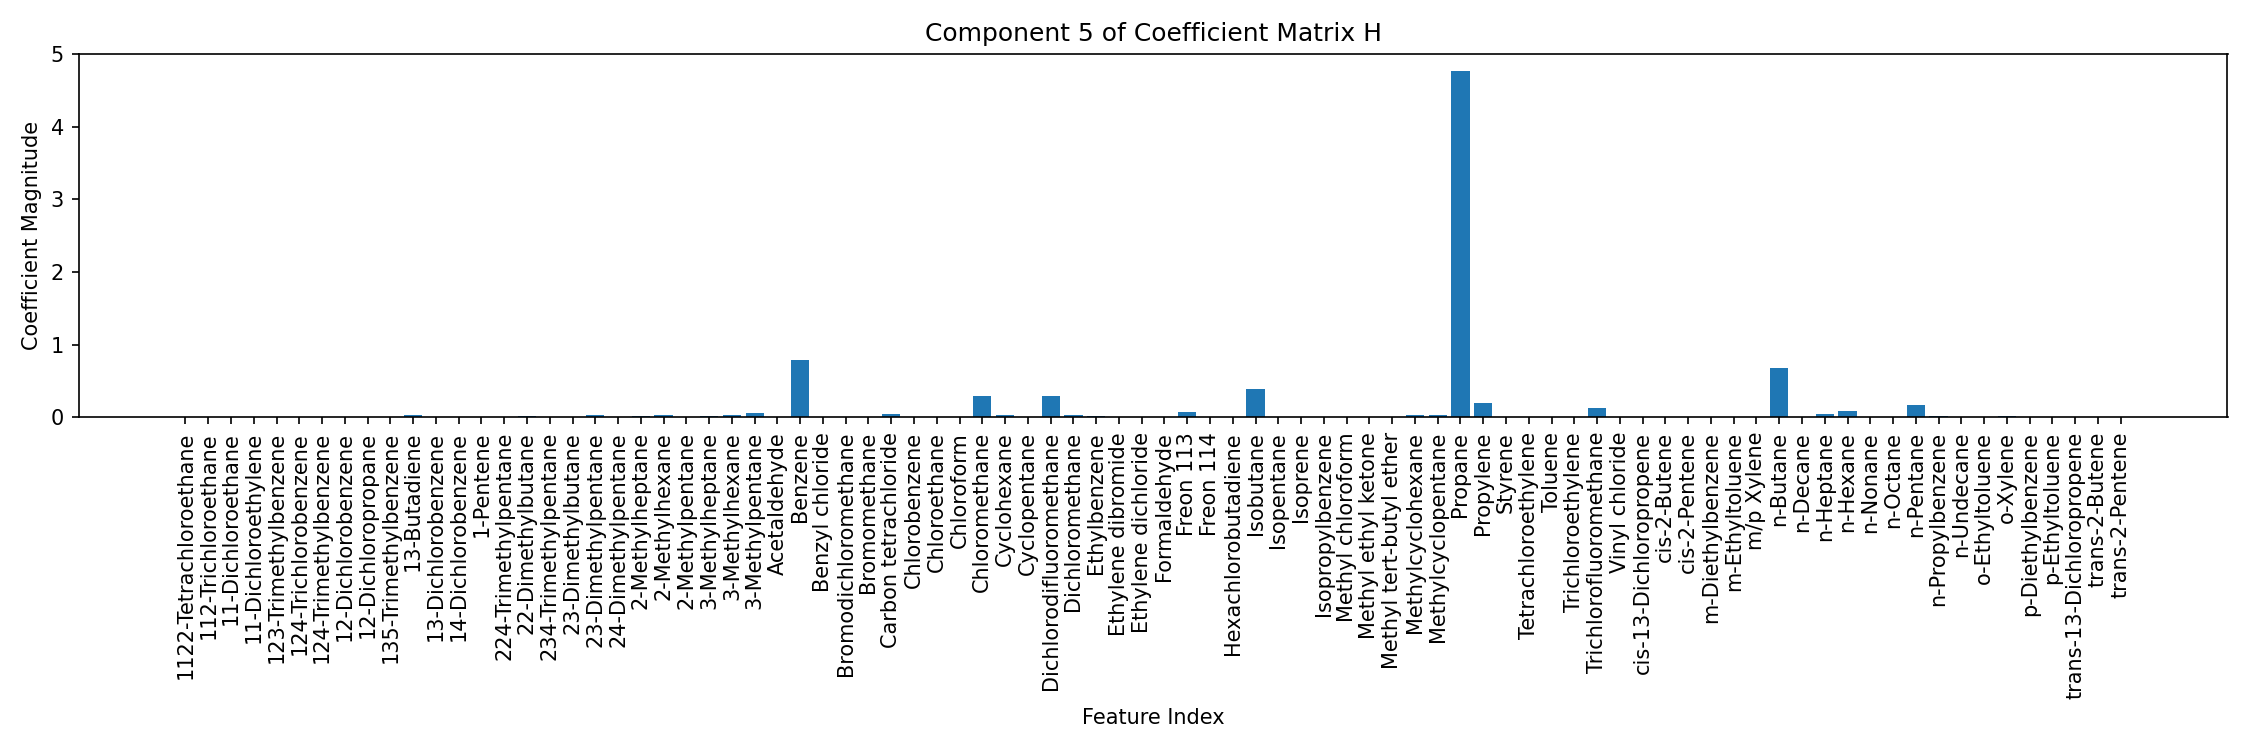 Component 5 of Coefficient Matrix H
Coefficient Magnitude
5
4
3
2
1
0
1122-Tetrachloroethane
112-Trichloroethane
11-Dichloroethane
11-Dichloroethylene
123-Trimethylbenzene
124-Trichlorobenzene
124-Trimethylbenzene
12-Dichlorobenzene
12-Dichloropropane
135-Trimethylbenzene
13-Butadiene
13-Dichlorobenzene
14-Dichlorobenzene
1-Pentene
224-Trimethylpentane
22-Dimethylbutane
234-Trimethylpentane
23-Dimethylbutane
23-Dimethylpentane
24-Dimethylpentane
2-Methylheptane
2-Methylhexane
2-Methylpentane
3-Methylheptane
3-Methylhexane
3-Methylpentane
Acetaldehyde
Benzene
Benzyl chloride
Bromodichloromethane
Bromomethane
Carbon tetrachloride
Chlorobenzene
Chloroethane
Chloroform
Chloromethane
Cyclohexane
Cyclopentane
Dichlorodifluoromethane
Dichloromethane
Ethylbenzene
Ethylene dibromide
Ethylene dichloride
Formaldehyde
Freon 113
Freon 114
Hexachlorobutadiene
Isobutane
Isopentane
Isoprene
Isopropylbenzene
Methyl chloroform
Methyl ethyl ketone
Methyl tert-butyl ether
Methylcyclohexane
Methylcyclopentane
Propane
Propylene
Styrene
Tetrachloroethylene
Toluene
Trichloroethylene
Trichlorofluoromethane
Vinyl chloride
cis-13-Dichloropropene
cis-2-Butene
cis-2-Pentene
m-Diethylbenzene
m-Ethyltoluene
m/p Xylene
n-Butane
n-Decane
n-Heptane
n-Hexane
n-Nonane
n-Octane
n-Pentane
n-Propylbenzene
n-Undecane
o-Ethyltoluene
o-Xylene
p-Diethylbenzene
p-Ethyltoluene
trans-13-Dichloropropene
trans-2-Butene
trans-2-Pentene
Feature Index